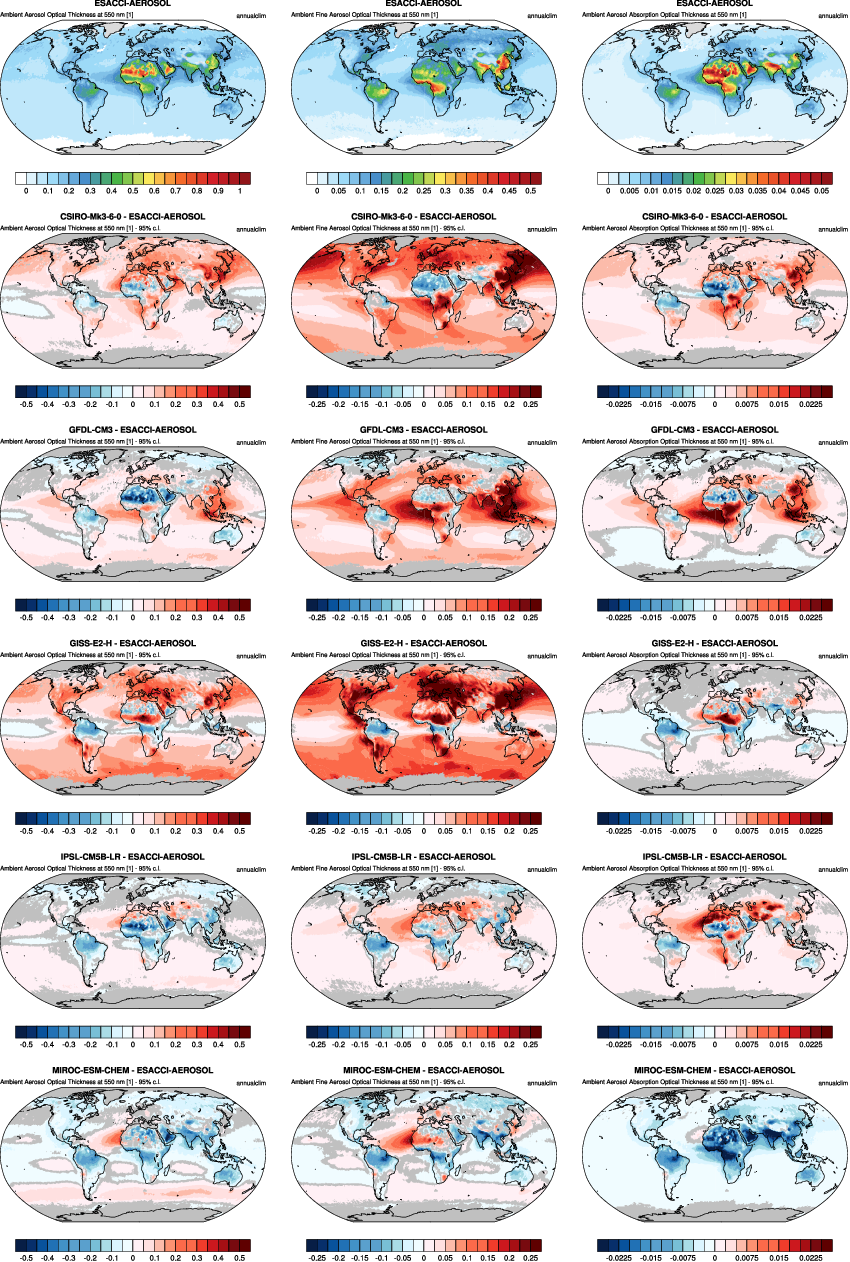 ESACCI-AEROSOL
Ambient Aerosol Optical Thickness at 550 nm [1] annualclim
0 0.1 0.2 0.3 0.4 0.5 0.6 0.7 0.8 0.9 1
ESACCI-AEROSOL
Ambient Fine Aerosol Optical Thickness at 550 nm [1] annualclim
0 0.05 0.1 0.15 0.2 0.25 0.3 0.35 0.4 0.45 0.5
ESACCI-AEROSOL
Ambient Aerosol Absorption Optical Thickness at 550 nm [1] annualclim
0 0.005 0.01 0.015 0.02 0.025 0.03 0.035 0.04 0.045 0.05
CSIRO-Mk3-6-0 - ESACCI-AEROSOL
Ambient Aerosol Optical Thickness at 550 nm [1] - 95% c.l. annualclim
-0.5 -0.4 -0.3 -0.2 -0.1 0 0.1 0.2 0.3 0.4 0.5
CSIRO-Mk3-6-0 - ESACCI-AEROSOL
Ambient Fine Aerosol Optical Thickness at 550 nm [1] - 95% c.l. annualclim
-0.25 -0.2 -0.15 -0.1 -0.05 0 0.05 0.1 0.15 0.2 0.25
CSIRO-Mk3-6-0 - ESACCI-AEROSOL
Ambient Aerosol Absorption Optical Thickness at 550 nm [1] - 95% c.l. annualclim
-0.0225 -0.015 -0.0075 0 0.0075 0.015 0.0225
GFDL-CM3 - ESACCI-AEROSOL
Ambient Aerosol Optical Thickness at 550 nm [1] - 95% c.l. annualclim
-0.5 -0.4 -0.3 -0.2 -0.1 0 0.1 0.2 0.3 0.4 0.5
GFDL-CM3 - ESACCI-AEROSOL
Ambient Fine Aerosol Optical Thickness at 550 nm [1] - 95% c.l. annualclim
-0.25 -0.2 -0.15 -0.1 -0.05 0 0.05 0.1 0.15 0.2 0.25
GFDL-CM3 - ESACCI-AEROSOL
Ambient Aerosol Absorption Optical Thickness at 550 nm [1] - 95% c.l. annualclim
-0.0225 -0.015 -0.0075 0 0.0075 0.015 0.0225
GISS-E2-H - ESACCI-AEROSOL
Ambient Aerosol Optical Thickness at 550 nm [1] - 95% c.l. annualclim
-0.5 -0.4 -0.3 -0.2 -0.1 0 0.1 0.2 0.3 0.4 0.5
GISS-E2-H - ESACCI-AEROSOL
Ambient Fine Aerosol Optical Thickness at 550 nm [1] - 95% c.l. annualclim
-0.25 -0.2 -0.15 -0.1 -0.05 0 0.05 0.1 0.15 0.2 0.25
GISS-E2-H - ESACCI-AEROSOL
Ambient Aerosol Absorption Optical Thickness at 550 nm [1] - 95% c.l. annualclim
-0.0225 -0.015 -0.0075 0 0.0075 0.015 0.0225
IPSL-CM5B-LR - ESACCI-AEROSOL
Ambient Aerosol Optical Thickness at 550 nm [1] - 95% c.l. annualclim
-0.5 -0.4 -0.3 -0.2 -0.1 0 0.1 0.2 0.3 0.4 0.5
IPSL-CM5B-LR - ESACCI-AEROSOL
Ambient Fine Aerosol Optical Thickness at 550 nm [1] - 95% c.l. annualclim
-0.25 -0.2 -0.15 -0.1 -0.05 0 0.05 0.1 0.15 0.2 0.25
IPSL-CM5B-LR - ESACCI-AEROSOL
Ambient Aerosol Absorption Optical Thickness at 550 nm [1] - 95% c.l. annualclim
-0.0225 -0.015 -0.0075 0 0.0075 0.015 0.0225
MIROC-ESM-CHEM - ESACCI-AEROSOL
Ambient Aerosol Optical Thickness at 550 nm [1] - 95% c.l. annualclim
-0.5 -0.4 -0.3 -0.2 -0.1 0 0.1 0.2 0.3 0.4 0.5
MIROC-ESM-CHEM - ESACCI-AEROSOL
Ambient Fine Aerosol Optical Thickness at 550 nm [1] - 95% c.l. annualclim
-0.25 -0.2 -0.15 -0.1 -0.05 0 0.05 0.1 0.15 0.2 0.25
MIROC-ESM-CHEM - ESACCI-AEROSOL
Ambient Aerosol Absorption Optical Thickness at 550 nm [1] - 95% c.l. annualclim
-0.0225 -0.015 -0.0075 0 0.0075 0.015 0.0225